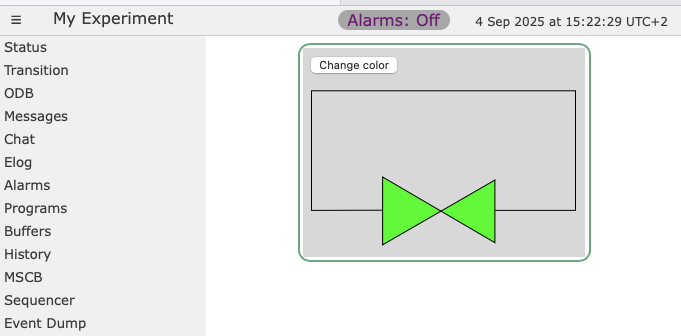 ≡ My Experiment Alarms: Off 4 Sep 2025 at 15:22:29 UTC+2
Status
Transition
ODB
Messages
Chat
Elog
Alarms
Programs
Buffers
History
MSCB
Sequencer
Event Dump
Change color